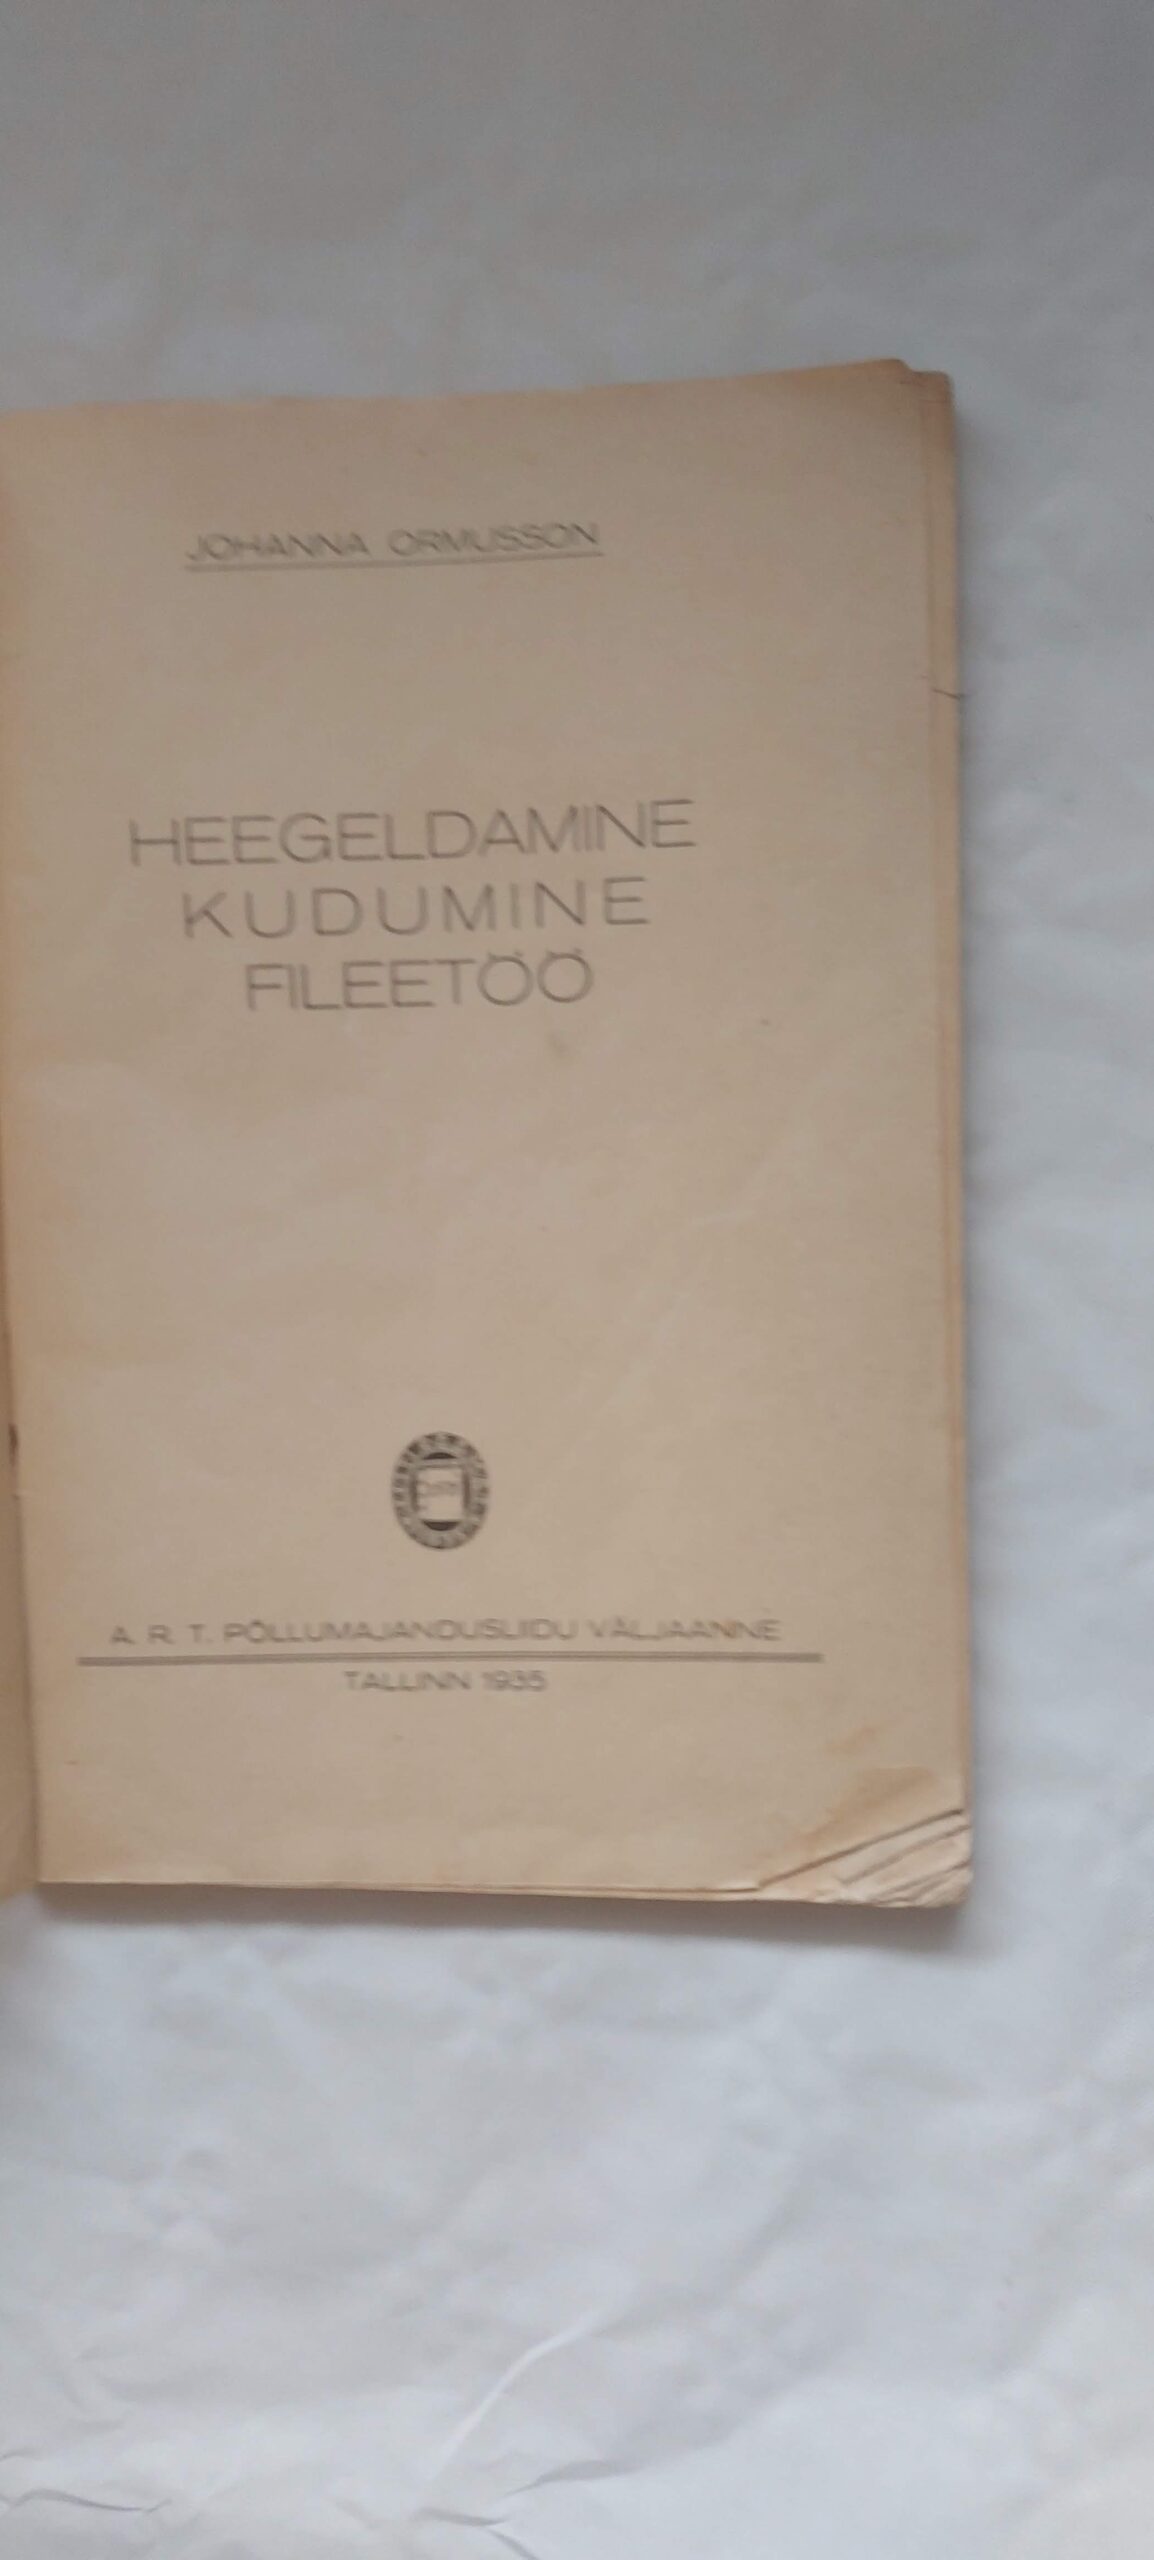 JOHANNA ORMUSSON
HEEGELDAMINE
KUDUMINE
FILEETÖÖ
A. R. T. PÕLLUMAJANDUSLIIDU VÄLJAANNE
TALLINN 1935